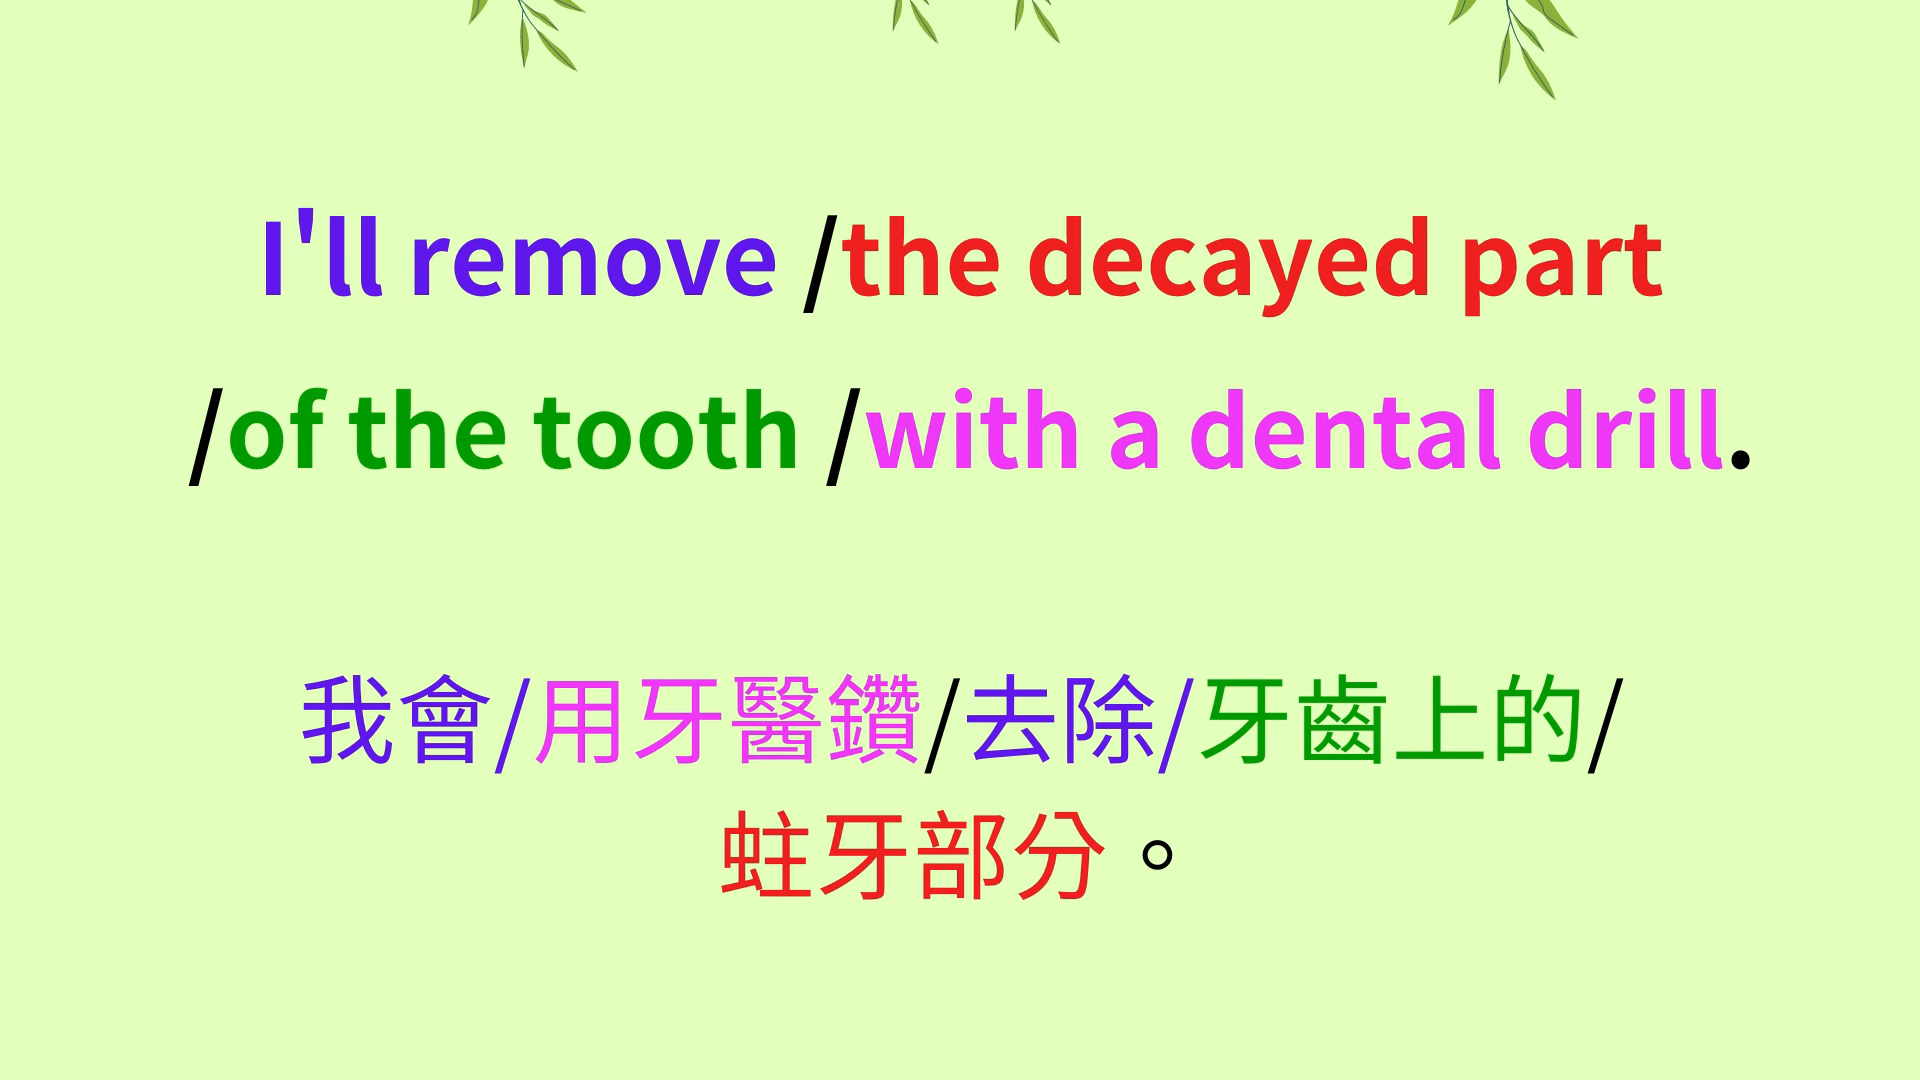 I'll remove /the decayed part
/of the tooth /with a dental drill.
我會/用牙醫鑽/去除/牙齒上的/
蛀牙部分。